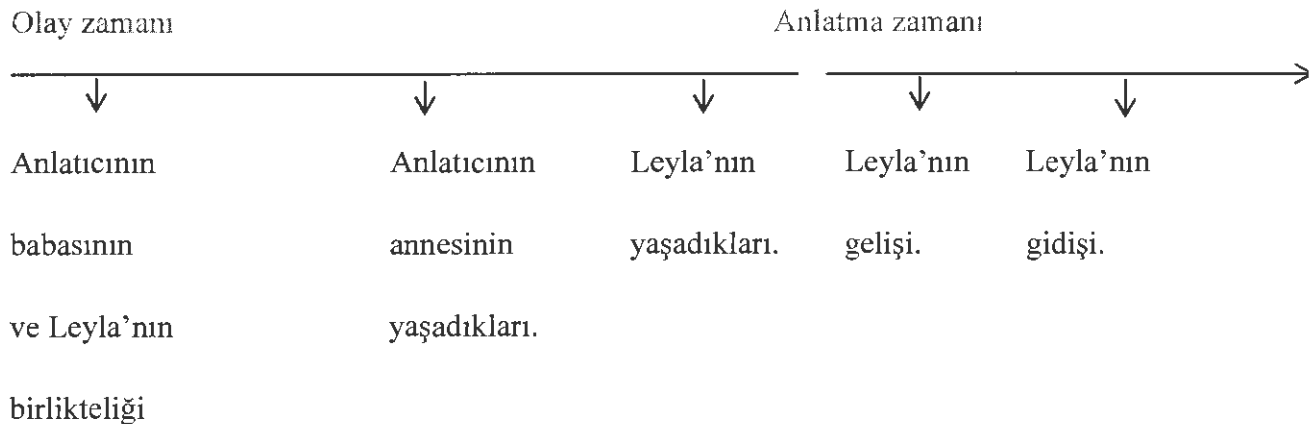 Olay zamanı Anlatma zamanı
Anlatıcının Anlatıcının Leyla’nın Leyla’nın Leyla’nın
babasının annesinin yaşadıkları. gelişi. gidişi.
ve Leyla’nın yaşadıkları.
birlikteliği